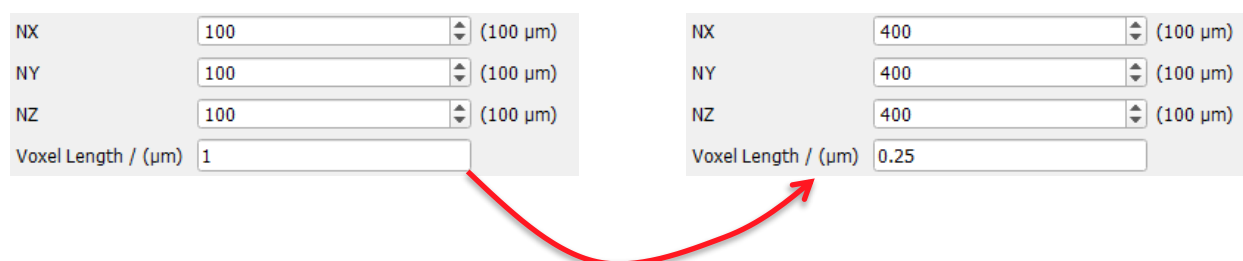 NX 100 (100 µm)
NY 100 (100 µm)
NZ 100 (100 µm)
Voxel Length / (µm) 1
NX 400 (100 µm)
NY 400 (100 µm)
NZ 400 (100 µm)
Voxel Length / (µm) 0.25